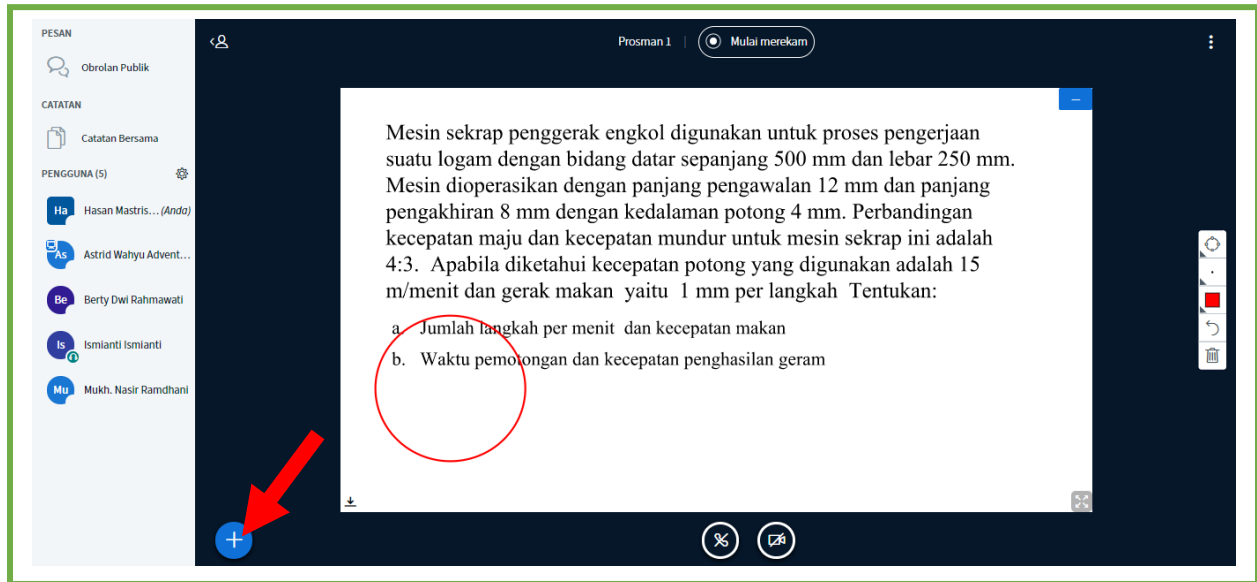 PESAN
Obrolan Publik
CATATAN
Catatan Bersama
PENGGUNA (5)
Ha Hasan Mastris... (Anda)
As Astrid Wahyu Advent...
Be Berty Dwi Rahmawati
Is Ismianti Ismianti
Mu Mukh. Nasir Ramdhani
Prosman 1 | Mulai merekam
Mesin sekrap penggerak engkol digunakan untuk proses pengerjaan
suatu logam dengan bidang datar sepanjang 500 mm dan lebar 250 mm.
Mesin dioperasikan dengan panjang pengawalan 12 mm dan panjang
pengakhiran 8 mm dengan kedalaman potong 4 mm. Perbandingan
kecepatan maju dan kecepatan mundur untuk mesin sekrap ini adalah
4:3. Apabila diketahui kecepatan potong yang digunakan adalah 15
m/menit dan gerak makan yaitu 1 mm per langkah Tentukan:
a. Jumlah langkah per menit dan kecepatan makan
b. Waktu pemotongan dan kecepatan penghasilan geram